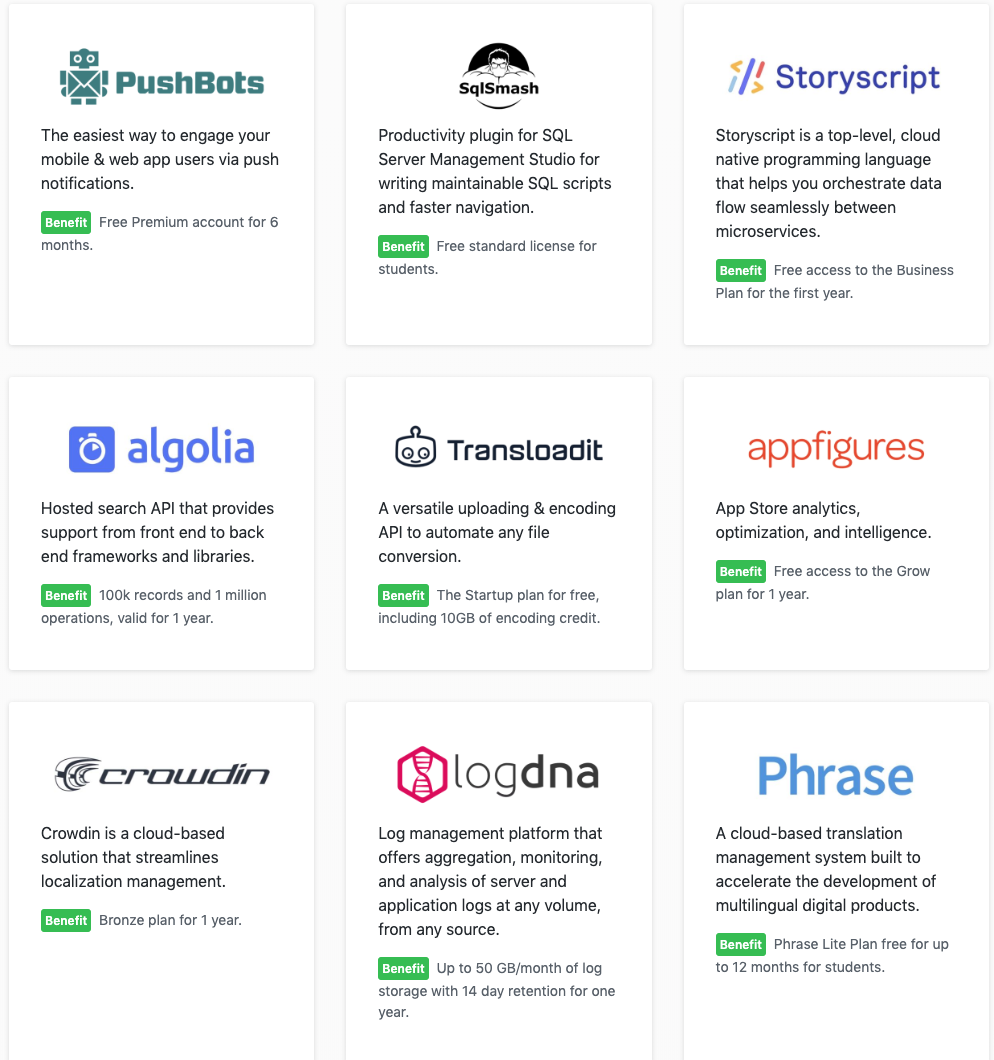 PushBots
The easiest way to engage your
mobile & web app users via push
notifications.
Benefit Free Premium account for 6
months.
SqlSmash
Productivity plugin for SQL
Server Management Studio for
writing maintainable SQL scripts
and faster navigation.
Benefit Free standard license for
students.
Storyscript
Storyscript is a top-level, cloud
native programming language
that helps you orchestrate data
flow seamlessly between
microservices.
Benefit Free access to the Business
Plan for the first year.
algolia
Hosted search API that provides
support from front end to back
end frameworks and libraries.
Benefit 100k records and 1 million
operations, valid for 1 year.
Transloadit
A versatile uploading & encoding
API to automate any file
conversion.
Benefit The Startup plan for free,
including 10GB of encoding credit.
appfigures
App Store analytics,
optimization, and intelligence.
Benefit Free access to the Grow
plan for 1 year.
crowdin
Crowdin is a cloud-based
solution that streamlines
localization management.
Benefit Bronze plan for 1 year.
logdna
Log management platform that
offers aggregation, monitoring,
and analysis of server and
application logs at any volume,
from any source.
Benefit Up to 50 GB/month of log
storage with 14 day retention for one
year.
Phrase
A cloud-based translation
management system built to
accelerate the development of
multilingual digital products.
Benefit Phrase Lite Plan free for up
to 12 months for students.